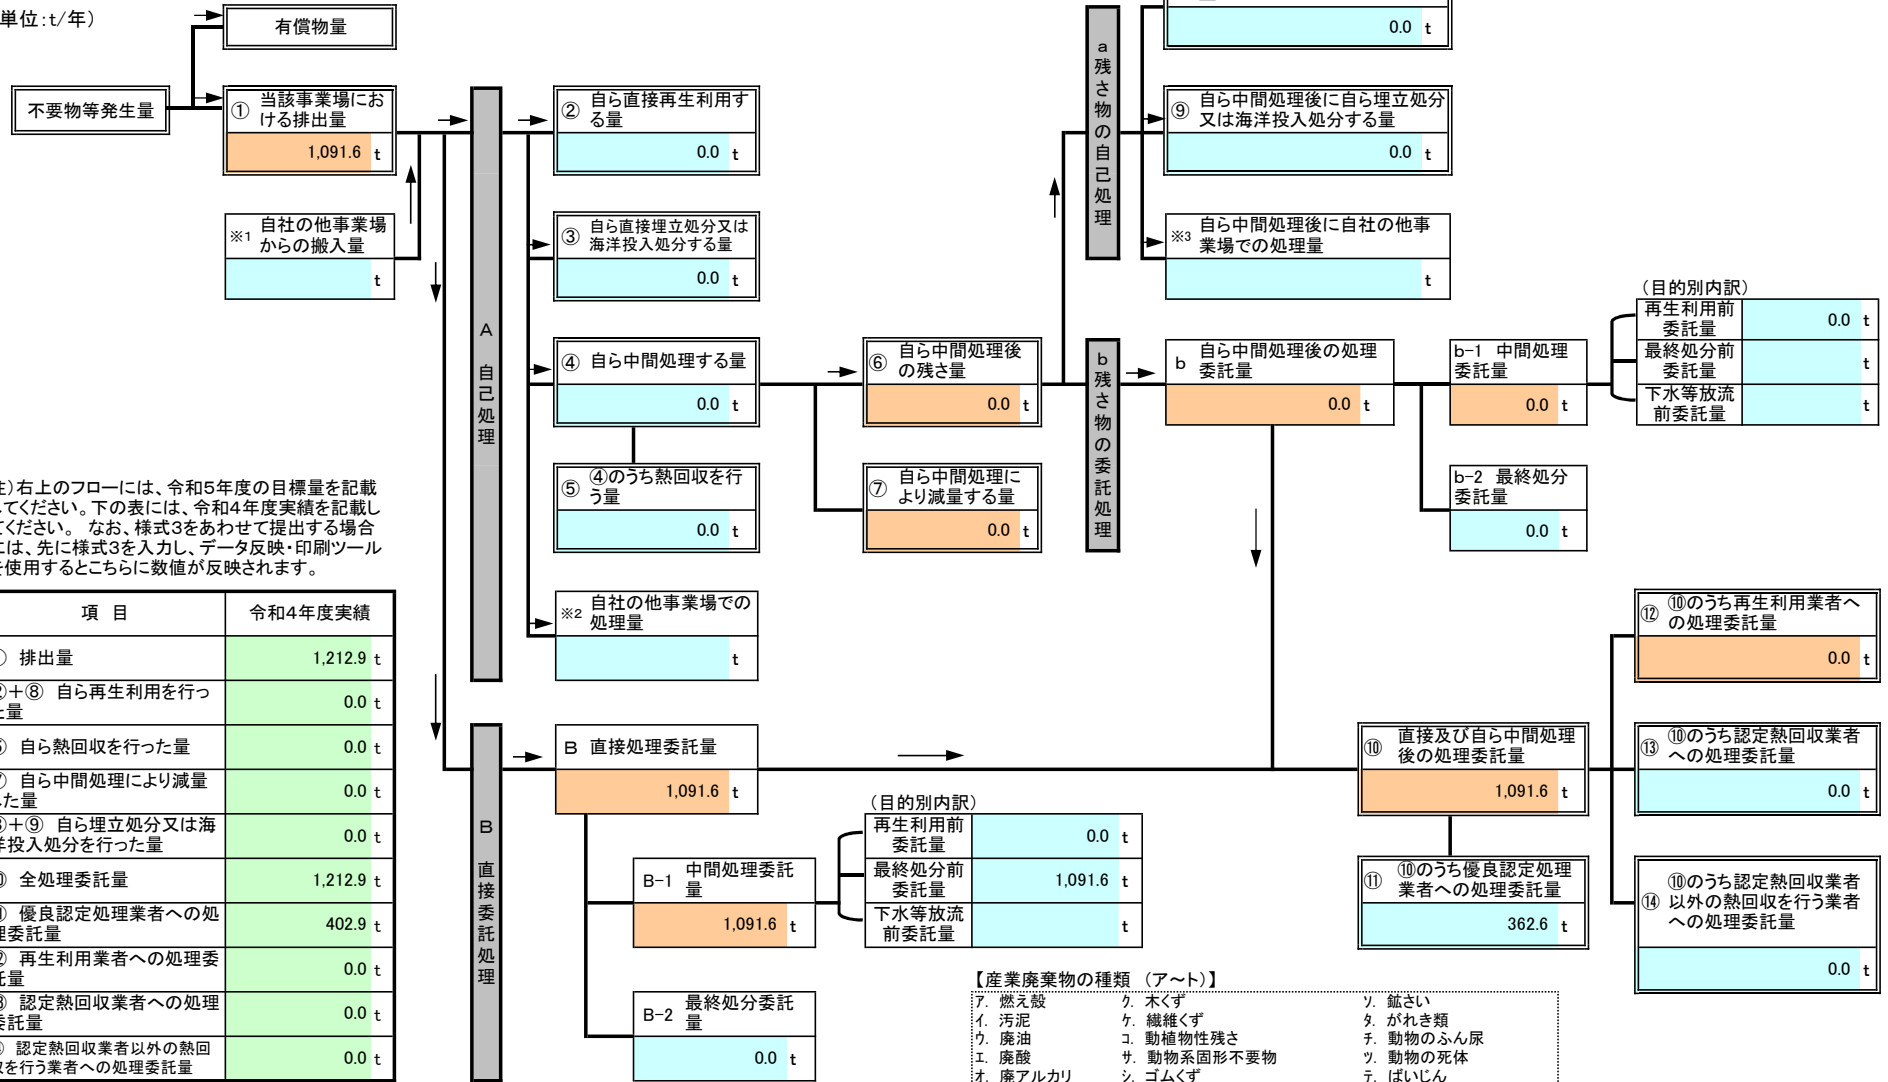 単位:t/年)
有償物量
不要物等発生量
① 当該事業場にお
ける排出量
1,091.6 t
※1 自社の他事業場
からの搬入量
t
A 自己処理
② 自ら直接再生利用す
る量
0.0 t
③ 自ら直接埋立処分又は
海洋投入処分する量
0.0 t
④ 自ら中間処理する量
0.0 t
⑤ ④のうち熱回収を行
う量
0.0 t
※2 自社の他事業場での
処理量
t
⑥ 自ら中間処理後
の残さ量
0.0 t
⑦ 自ら中間処理に
より減量する量
0.0 t
a 残さ物の自己処理
0.0 t
⑨ 自ら中間処理後に自ら埋立処分
又は海洋投入処分する量
0.0 t
※3 自ら中間処理後に自社の他事
業場での処理量
t
b 残さ物の委託処理
b 自ら中間処理後の処理
委託量
0.0 t
b-1 中間処理
委託量
0.0 t
b-2 最終処分
委託量
0.0 t
(目的別内訳)
再生利用前
委託量 0.0 t
最終処分前
委託量 t
下水等放流
前委託量 t
)右上のフローには、令和5年度の目標量を記載
してください。下の表には、令和4年度実績を記載し
てください。 なお、様式3をあわせて提出する場合
には、先に様式3を入力し、データ反映・印刷ツール
を使用するとこちらに数値が反映されます。
項 目 令和4年度実績
排出量 1,212.9 t
+⑧ 自ら再生利用を行っ
た量 0.0 t
自ら熱回収を行った量 0.0 t
自ら中間処理により減量
した量 0.0 t
+⑨ 自ら埋立処分又は海
洋投入処分を行った量 0.0 t
全処理委託量 1,212.9 t
優良認定処理業者への処
理委託量 402.9 t
再生利用業者への処理委
託量 0.0 t
認定熱回収業者への処理
委託量 0.0 t
認定熱回収業者以外の熱回
収を行う業者への処理委託量 0.0 t
B 直接委託処理
B 直接処理委託量
1,091.6 t
B-1 中間処理委託
量
1,091.6 t
B-2 最終処分委託
量
0.0 t
(目的別内訳)
再生利用前
委託量 0.0 t
最終処分前
委託量 1,091.6 t
下水等放流
前委託量 t
⑩ 直接及び自ら中間処理
後の処理委託量
1,091.6 t
⑪ ⑩のうち優良認定処理
業者への処理委託量
362.6 t
⑫ ⑩のうち再生利用業者へ
の処理委託量
0.0 t
⑬ ⑩のうち認定熱回収業者
への処理委託量
0.0 t
⑭ ⑩のうち認定熱回収業者
以外の熱回収を行う業者
への処理委託量
0.0 t
【産業廃棄物の種類 (ア~ト)】
ア. 燃え殻 ク. 木くず ソ. 鉱さい
イ. 汚泥 ケ. 繊維くず タ. がれき類
ウ. 廃油 コ. 動植物性残さ チ. 動物のふん尿
エ. 廃酸 サ. 動物系固形不要物 ツ. 動物の死体
オ. 廃アルカリ シ. ゴムくず テ. ばいじん